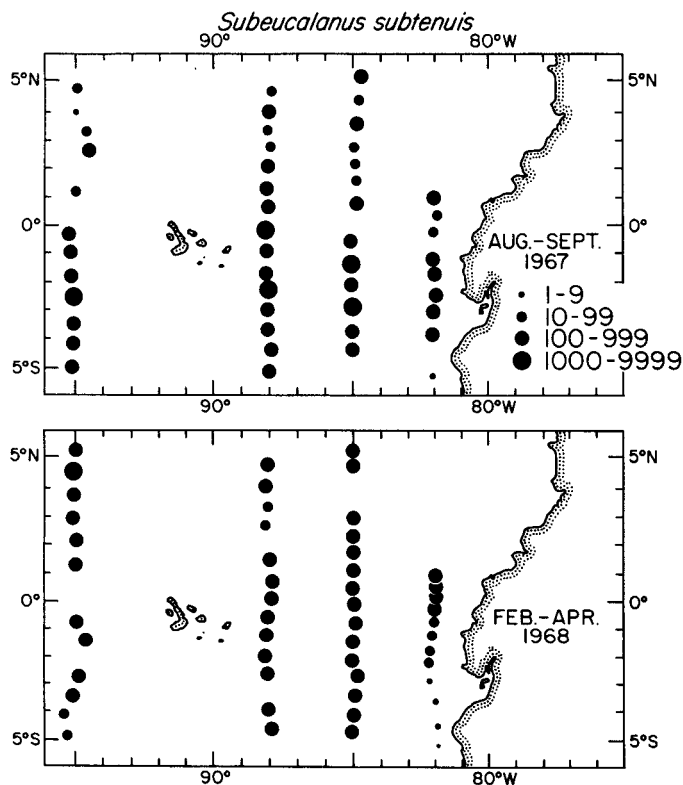 Subeucalanus subtenuis
90° 80°W
5°N 5°N
0° 0°
AUG.-SEPT.
1967
1-9
10-99
100-999
5°S 1000-9999
90° 80°W
5°N 5°N
0° 0°
FEB.-APR.
1968
5°S 5°S
90° 80°W